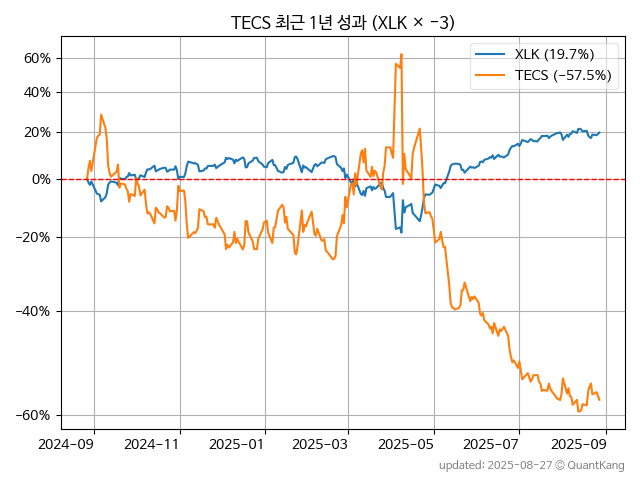 TECS 최근 1년 성과 (XLK × −3)
XLK (19.7%)
TECS (−57.5%)
60%
40%
20%
0%
−20%
−40%
−60%
2024-09 2024-11 2025-01 2025-03 2025-05 2025-07 2025-09
updated: 2025-08-27 © QuantKang